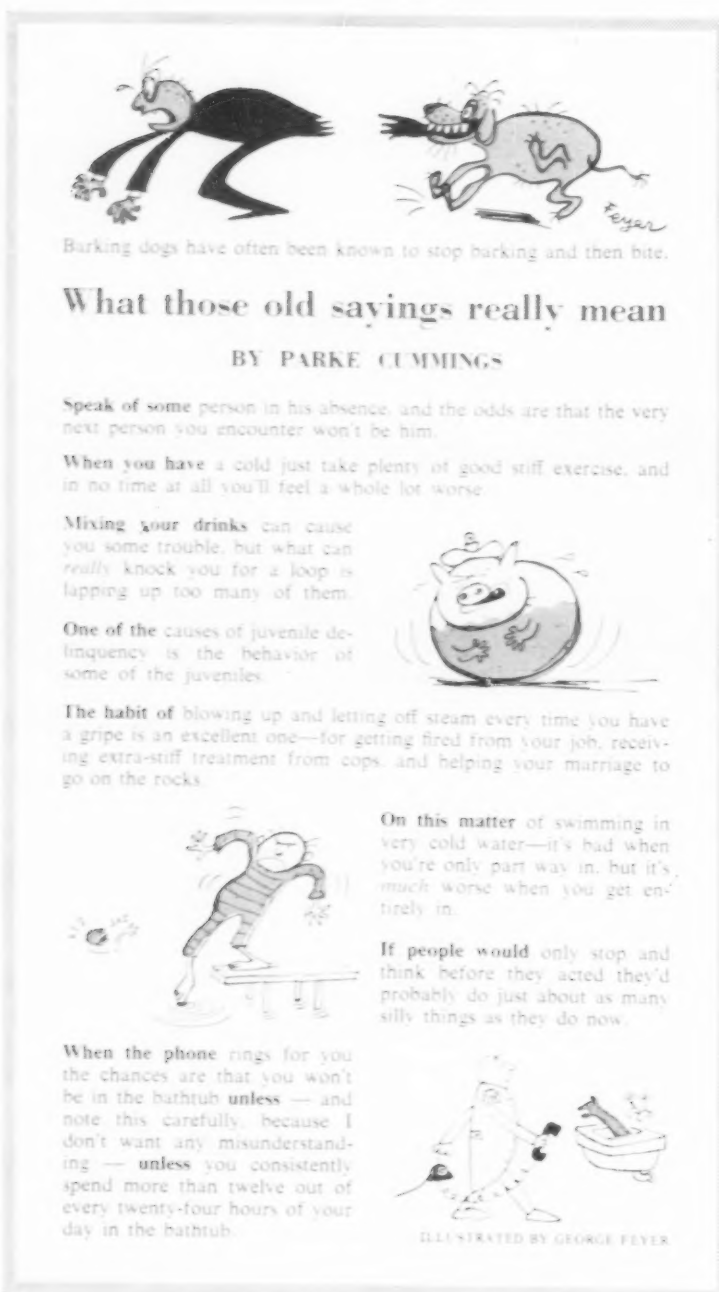 Feyer
Barking dogs have often been known to stop barking and then bite.
What those old sayings really mean
BY PARKE CUMMINGS
Speak of some person in his absence, and the odds are that the very
next person you encounter won't be him.
When you have a cold just take plenty of good stiff exercise, and
in no time at all you'll feel a whole lot worse.
Mixing your drinks can cause
you some trouble, but what can
really knock you for a loop is
lapping up too many of them.
One of the causes of juvenile de-
linquency is the behavior of
some of the juveniles.
The habit of blowing up and letting off steam every time you have
a gripe is an excellent one—for getting fired from your job, receiv-
ing extra-stiff treatment from cops, and helping your marriage to
go on the rocks.
On this matter of swimming in
very cold water—it's bad when
you're only part way in, but it's
much worse when you get en-
tirely in.
If people would only stop and
think before they acted they'd
probably do just about as many
silly things as they do now.
When the phone rings for you
the chances are that you won't
be in the bathtub unless — and
note this carefully, because I
don't want any misunderstand-
ing — unless you consistently
spend more than twelve out of
every twenty-four hours of your
day in the bathtub.
ILLUSTRATED BY GEORGE FEYER